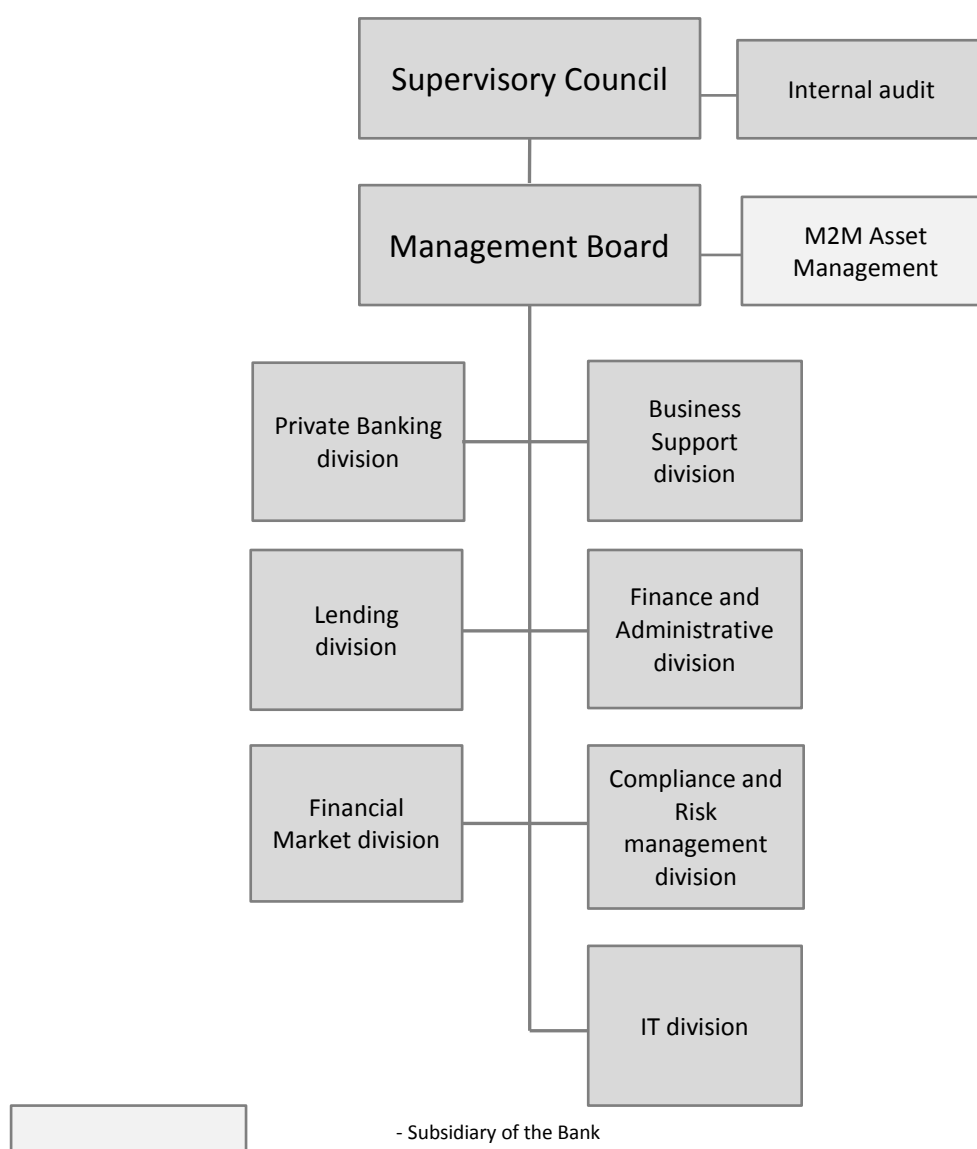 Supervisory Council
Internal audit
Management Board
M2M Asset
Management
Private Banking
division
Business
Support
division
Lending
division
Finance and
Administrative
division
Financial
Market division
Compliance and
Risk
management
division
IT division
- Subsidiary of the Bank